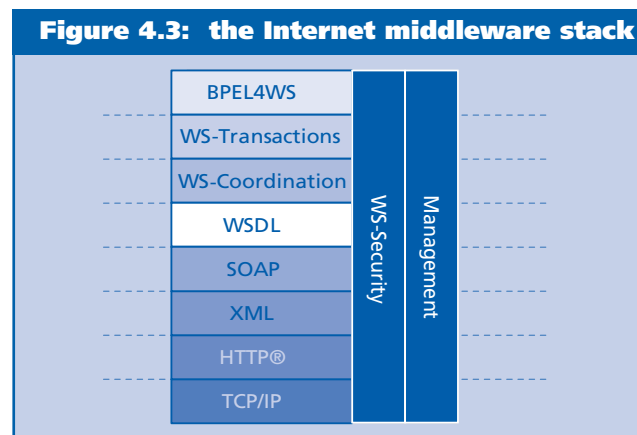 Figure 4.3: the Internet middleware stack
BPEL4WS
WS-Transactions
WS-Coordination
WSDL
SOAP
XML
HTTP®
TCP/IP
WS-Security
Management